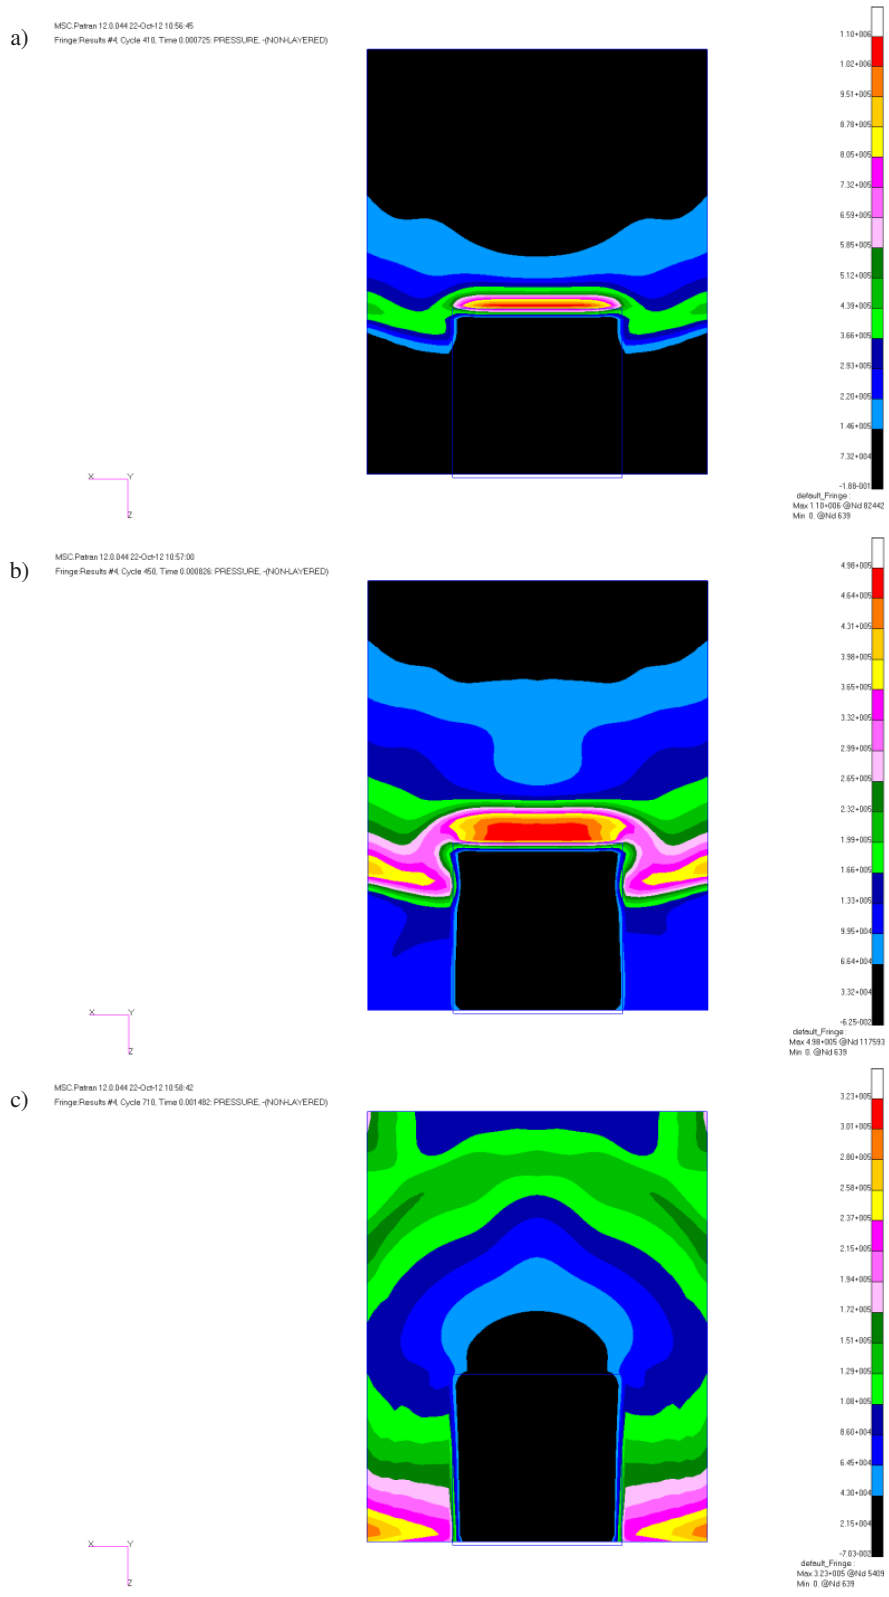 a)
MSC.Patran 12.0.044 22-Oct-12 10:56:45
Fringe:Results #4, Cycle 410, Time 0.000725: PRESSURE, -(NON-LAYERED)
1.10+006
1.02+006
9.51+005
8.78+005
8.05+005
7.32+005
6.59+005
5.85+005
5.12+005
4.39+005
3.66+005
2.93+005
2.20+005
1.46+005
7.32+004
-1.88-001
default_Fringe :
Max 1.10+006 @Nd 82442
Min 0. @Nd 639
X Y
Z
b)
MSC.Patran 12.0.044 22-Oct-12 10:57:00
Fringe:Results #4, Cycle 450, Time 0.000826: PRESSURE, -(NON-LAYERED)
4.98+005
4.64+005
4.31+005
3.98+005
3.65+005
3.32+005
2.99+005
2.65+005
2.32+005
1.99+005
1.66+005
1.33+005
9.95+004
6.64+004
3.32+004
-6.25-002
default_Fringe :
Max 4.98+005 @Nd 117593
Min 0. @Nd 639
X Y
Z
c)
MSC.Patran 12.0.044 22-Oct-12 10:58:42
Fringe:Results #4, Cycle 710, Time 0.001482: PRESSURE, -(NON-LAYERED)
3.23+005
3.01+005
2.80+005
2.58+005
2.37+005
2.15+005
1.94+005
1.72+005
1.51+005
1.29+005
1.08+005
8.60+004
6.45+004
4.30+004
2.15+004
-7.03-002
default_Fringe :
Max 3.23+005 @Nd 5409
Min 0. @Nd 639
X Y
Z